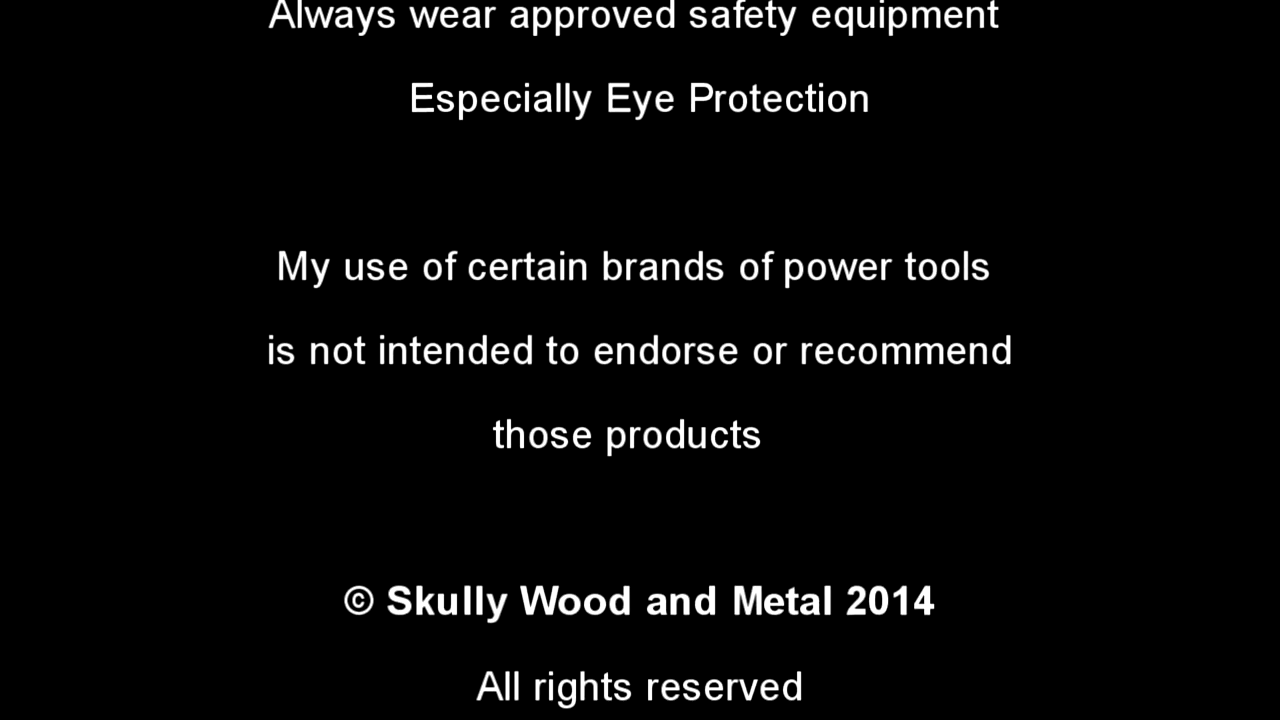 Always wear approved safety equipment
Especially Eye Protection
My use of certain brands of power tools
is not intended to endorse or recommend
those products
© Skully Wood and Metal 2014
All rights reserved